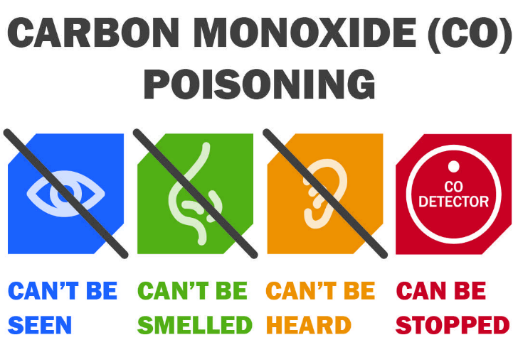 CARBON MONOXIDE (CO)
POISONING
CO
DETECTOR
CAN'T BE
SEEN
CAN'T BE
SMELLED
CAN'T BE
HEARD
CAN BE
STOPPED